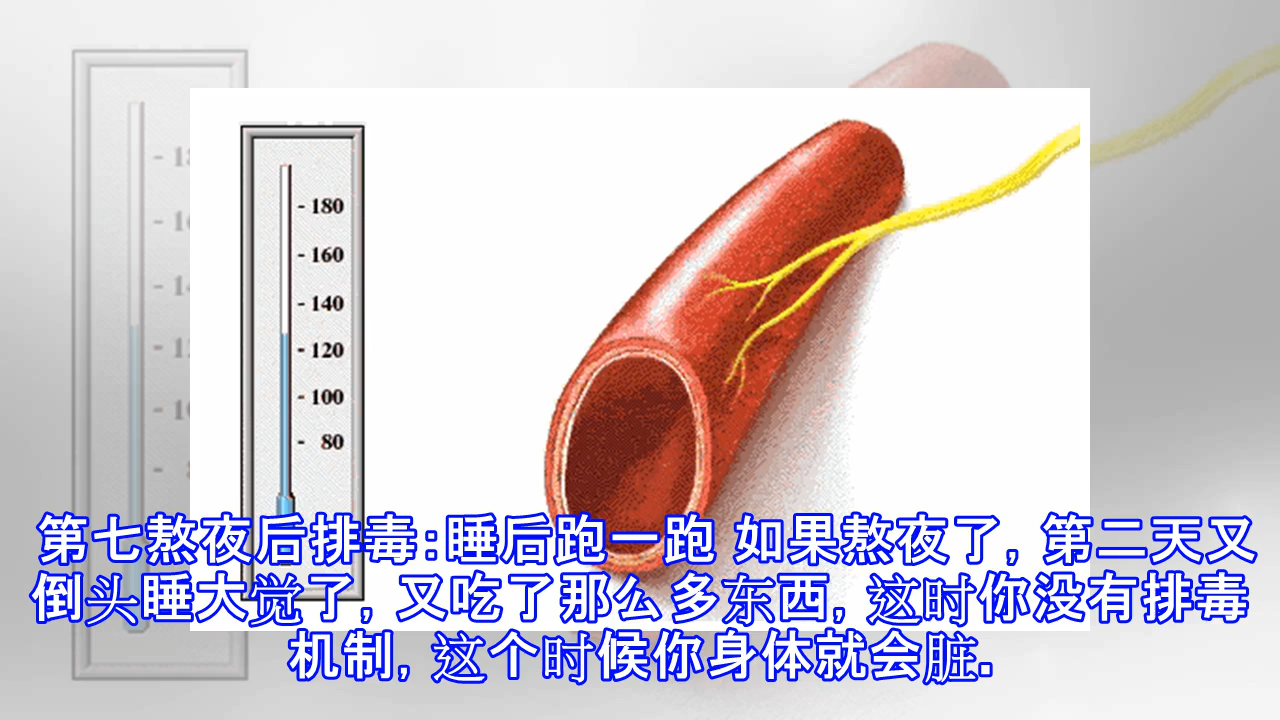 - 180
- 160
- 140
- 120
- 100
- 80
第七熬夜后排毒:睡后跑一跑 如果熬夜了, 第二天又
倒头睡大觉了, 又吃了那么多东西, 这时你没有排毒
机制, 这个时候你身体就会脏.